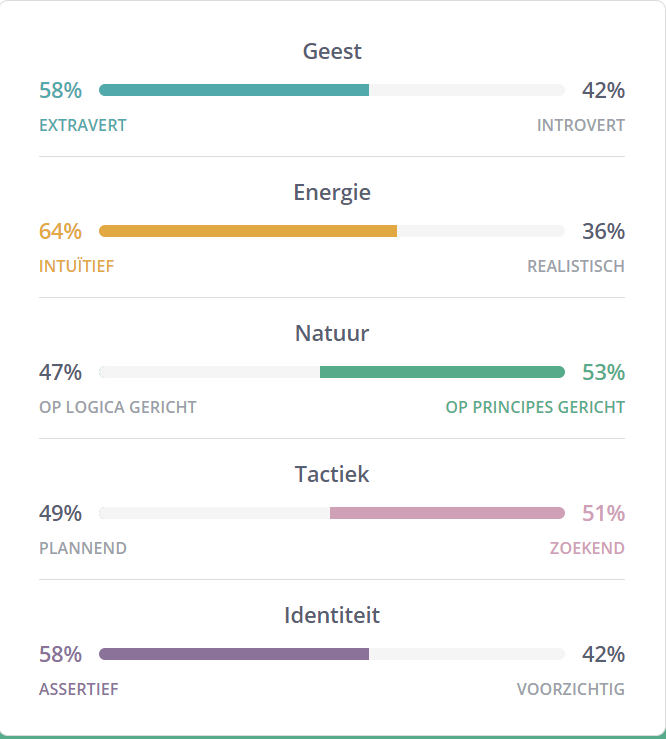 Geest
58% 42%
EXTRAVERT INTROVERT
Energie
64% 36%
INTUÏTIEF REALISTISCH
Natuur
47% 53%
OP LOGICA GERICHT OP PRINCIPES GERICHT
Tactiek
49% 51%
PLANNEND ZOEKEND
Identiteit
58% 42%
ASSERTIEF VOORZICHTIG